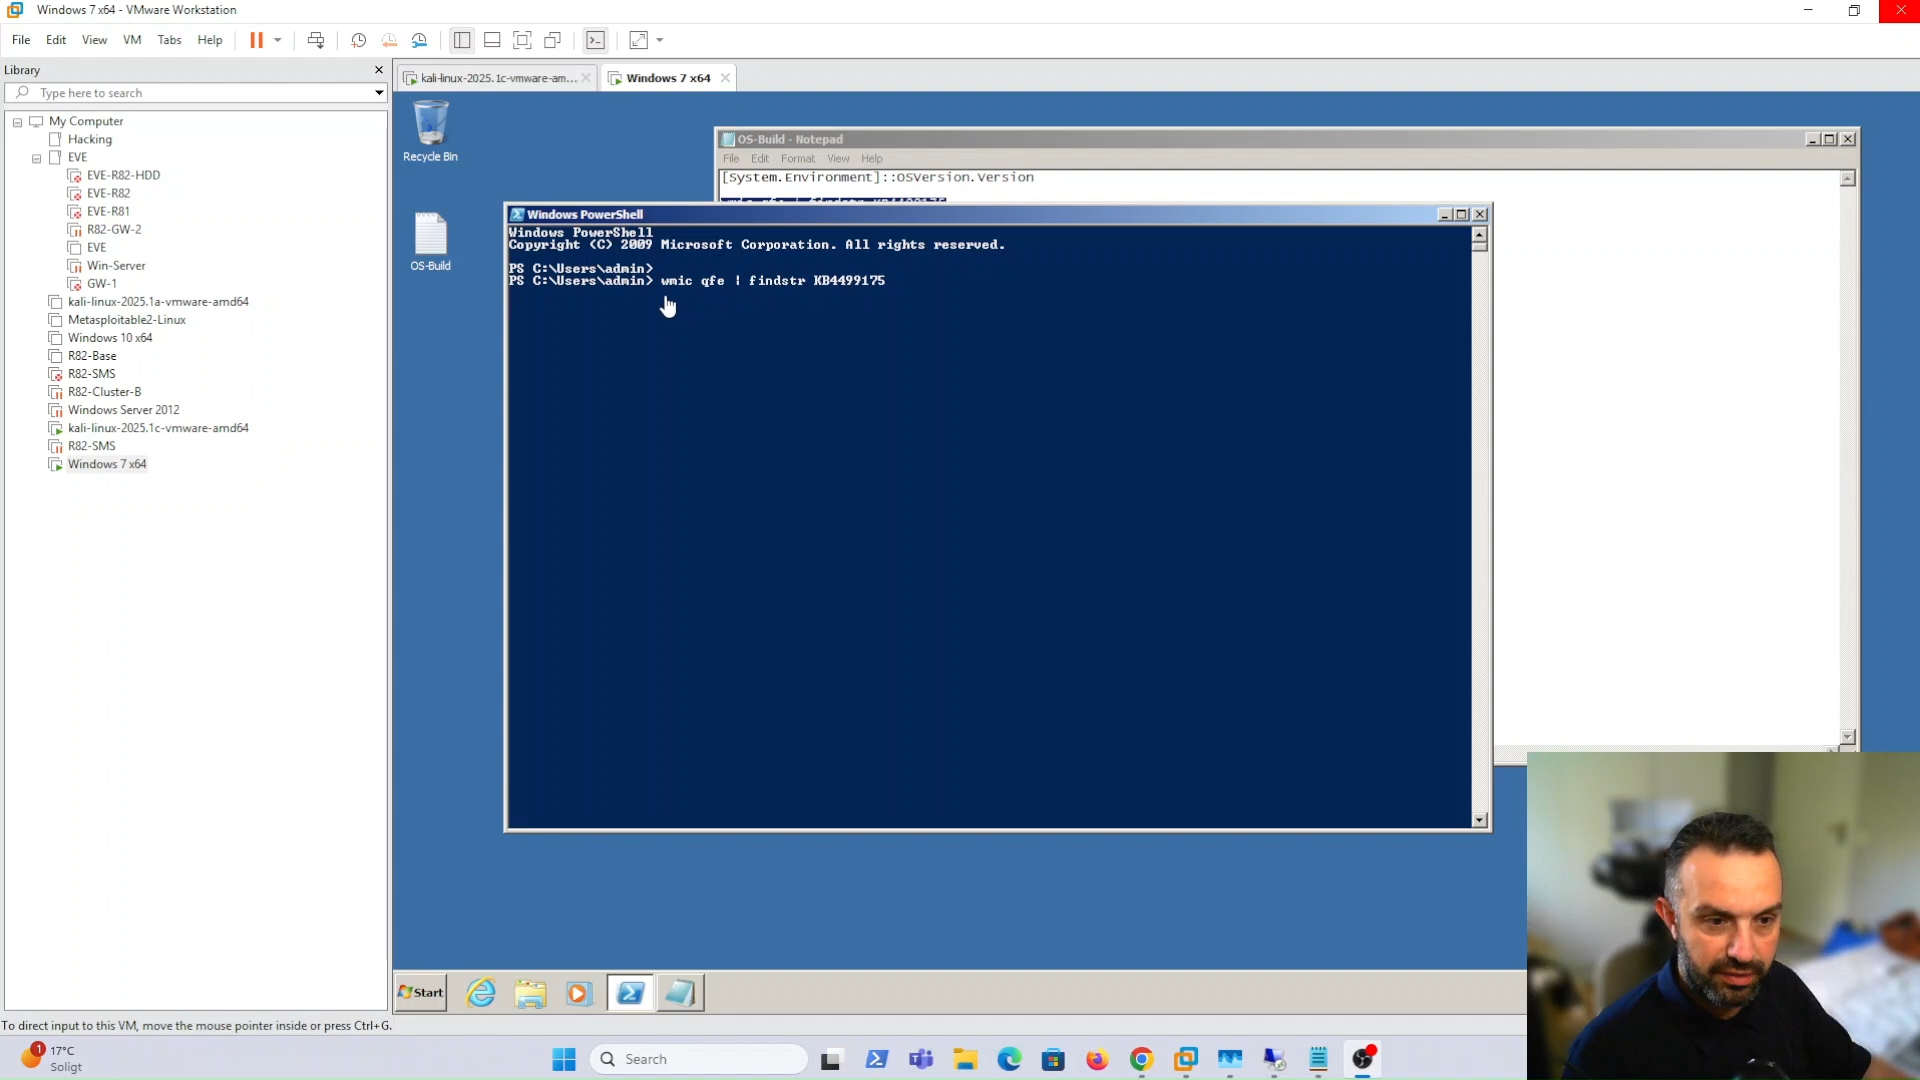 Windows 7 x64 - VMware Workstation
File Edit View VM Tabs Help
Library
Type here to search
My Computer
Hacking
EVE
EVE-R82-HDD
EVE-R82
EVE-R81
R82-GW-2
EVE
Win-Server
GW-1
kali-linux-2025.1a-vmware-amd64
Metasploitable2-Linux
Windows 10 x64
R82-Base
R82-SMS
R82-Cluster-B
Windows Server 2012
kali-linux-2025.1c-vmware-amd64
R82-SMS
Windows 7 x64
kali-linux-2025.1c-vmware-am...
Windows 7 x64
Recycle Bin
OS-Build
OS-Build - Notepad
File Edit Format View Help
[System.Environment]::OSVersion.Version
wmic qfe | findstr KB4499175
Windows PowerShell
Windows PowerShell
Copyright (C) 2009 Microsoft Corporation. All rights reserved.
PS C:\Users\admin>
PS C:\Users\admin> wmic qfe | findstr KB4499175
Start
To direct input to this VM, move the mouse pointer inside or press Ctrl+G.
1
17°C
Soligt
Search